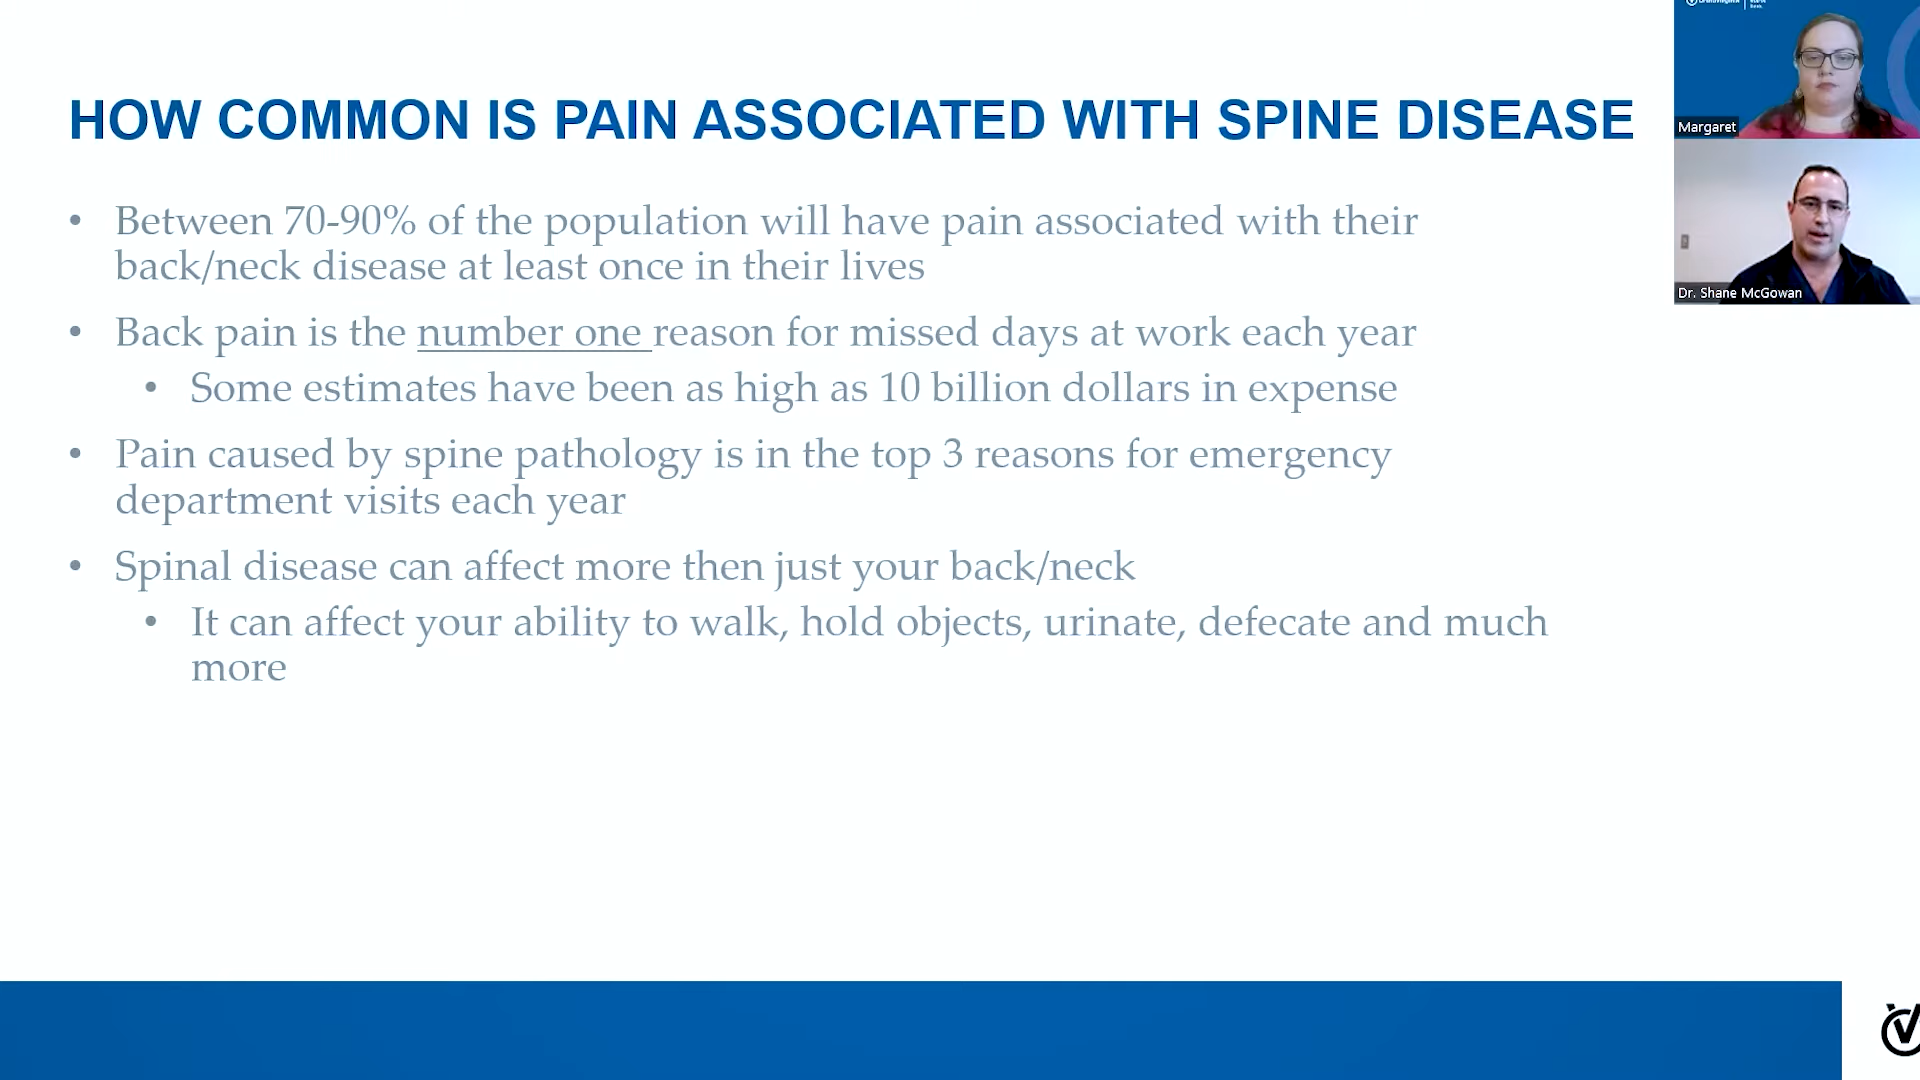 HOW COMMON IS PAIN ASSOCIATED WITH SPINE DISEASE
• Between 70-90% of the population will have pain associated with their
back/neck disease at least once in their lives
• Back pain is the number one reason for missed days at work each year
• Some estimates have been as high as 10 billion dollars in expense
• Pain caused by spine pathology is in the top 3 reasons for emergency
department visits each year
• Spinal disease can affect more then just your back/neck
• It can affect your ability to walk, hold objects, urinate, defecate and much
more
Margaret
Dr. Shane McGowan